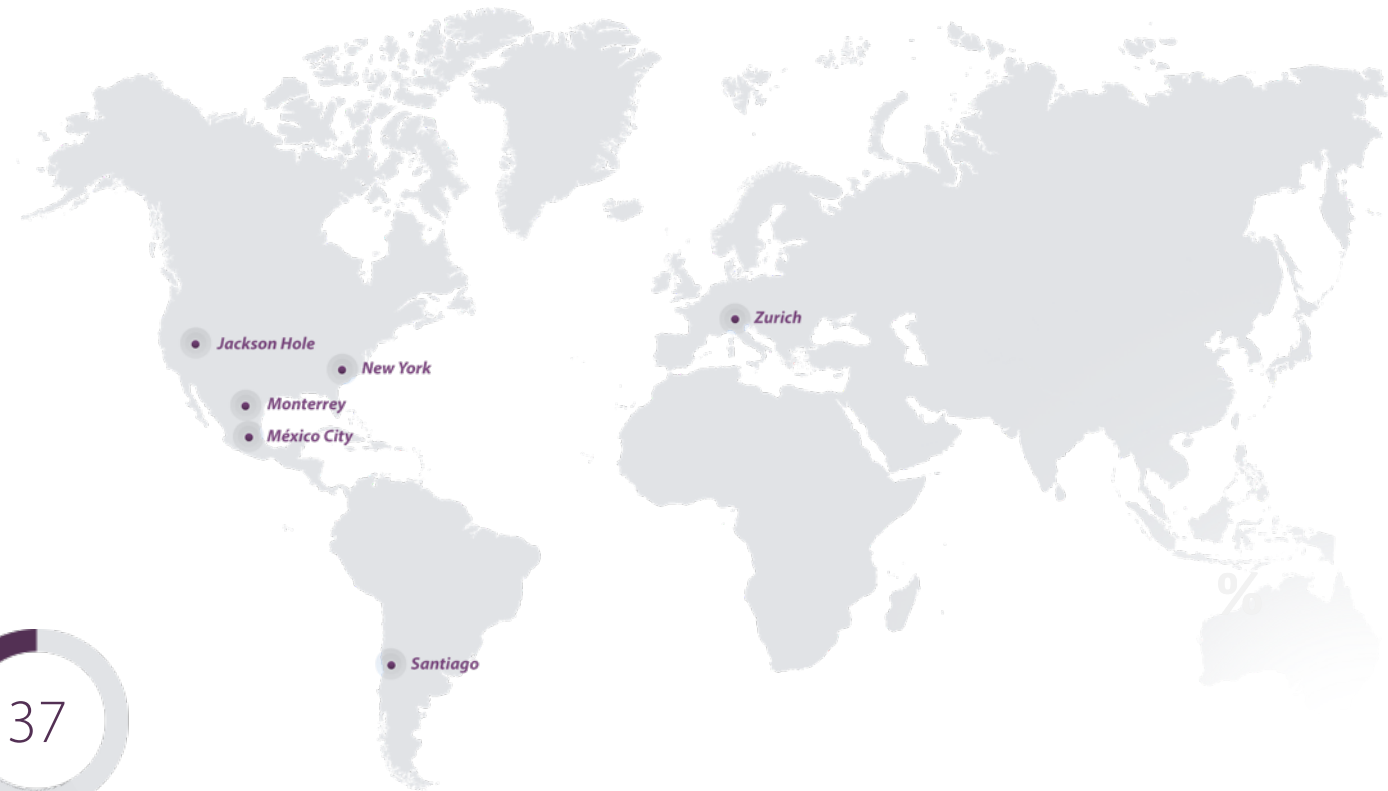 Zurich
Jackson Hole
New York
Monterrey
México City
%
Santiago
37